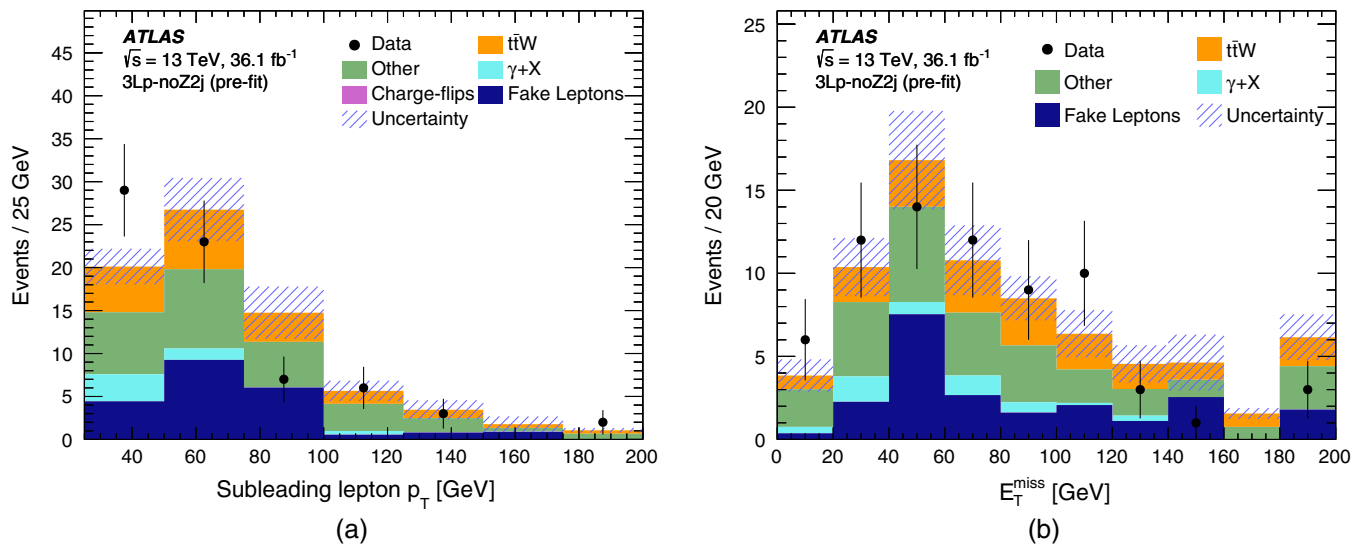 ATLAS
√s = 13 TeV, 36.1 fb⁻¹
3Lp-noZ2j (pre-fit)
Data
tt̄W
Other
γ+X
Charge-flips
Fake Leptons
Uncertainty
Events / 25 GeV
45
40
35
30
25
20
15
10
5
0
40 60 80 100 120 140 160 180 200
Subleading lepton p_T [GeV]
(a)
ATLAS
√s = 13 TeV, 36.1 fb⁻¹
3Lp-noZ2j (pre-fit)
Data
tt̄W
Other
γ+X
Fake Leptons
Uncertainty
Events / 20 GeV
25
20
15
10
5
0
0 20 40 60 80 100 120 140 160 180 200
E_T^miss [GeV]
(b)